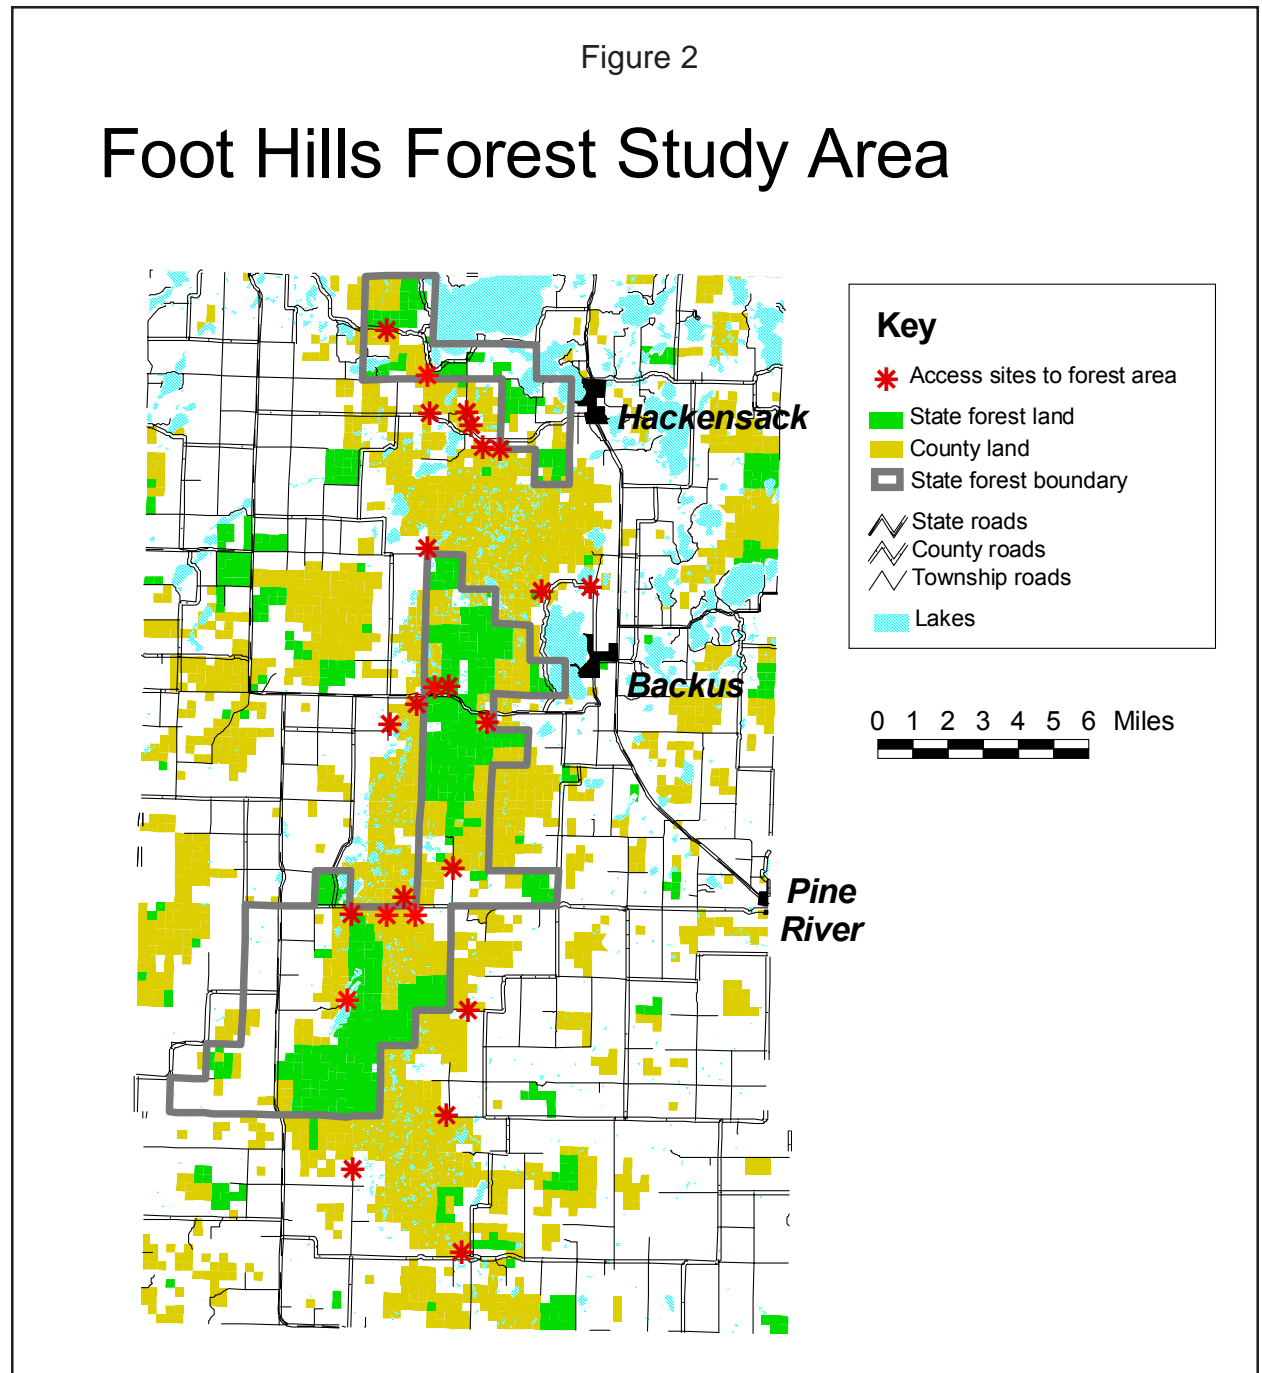 Figure 2
Foot Hills Forest Study Area
Key
Access sites to forest area
State forest land
County land
State forest boundary
State roads
County roads
Township roads
Lakes
Hackensack
Backus
0 1 2 3 4 5 6 Miles
Pine
River